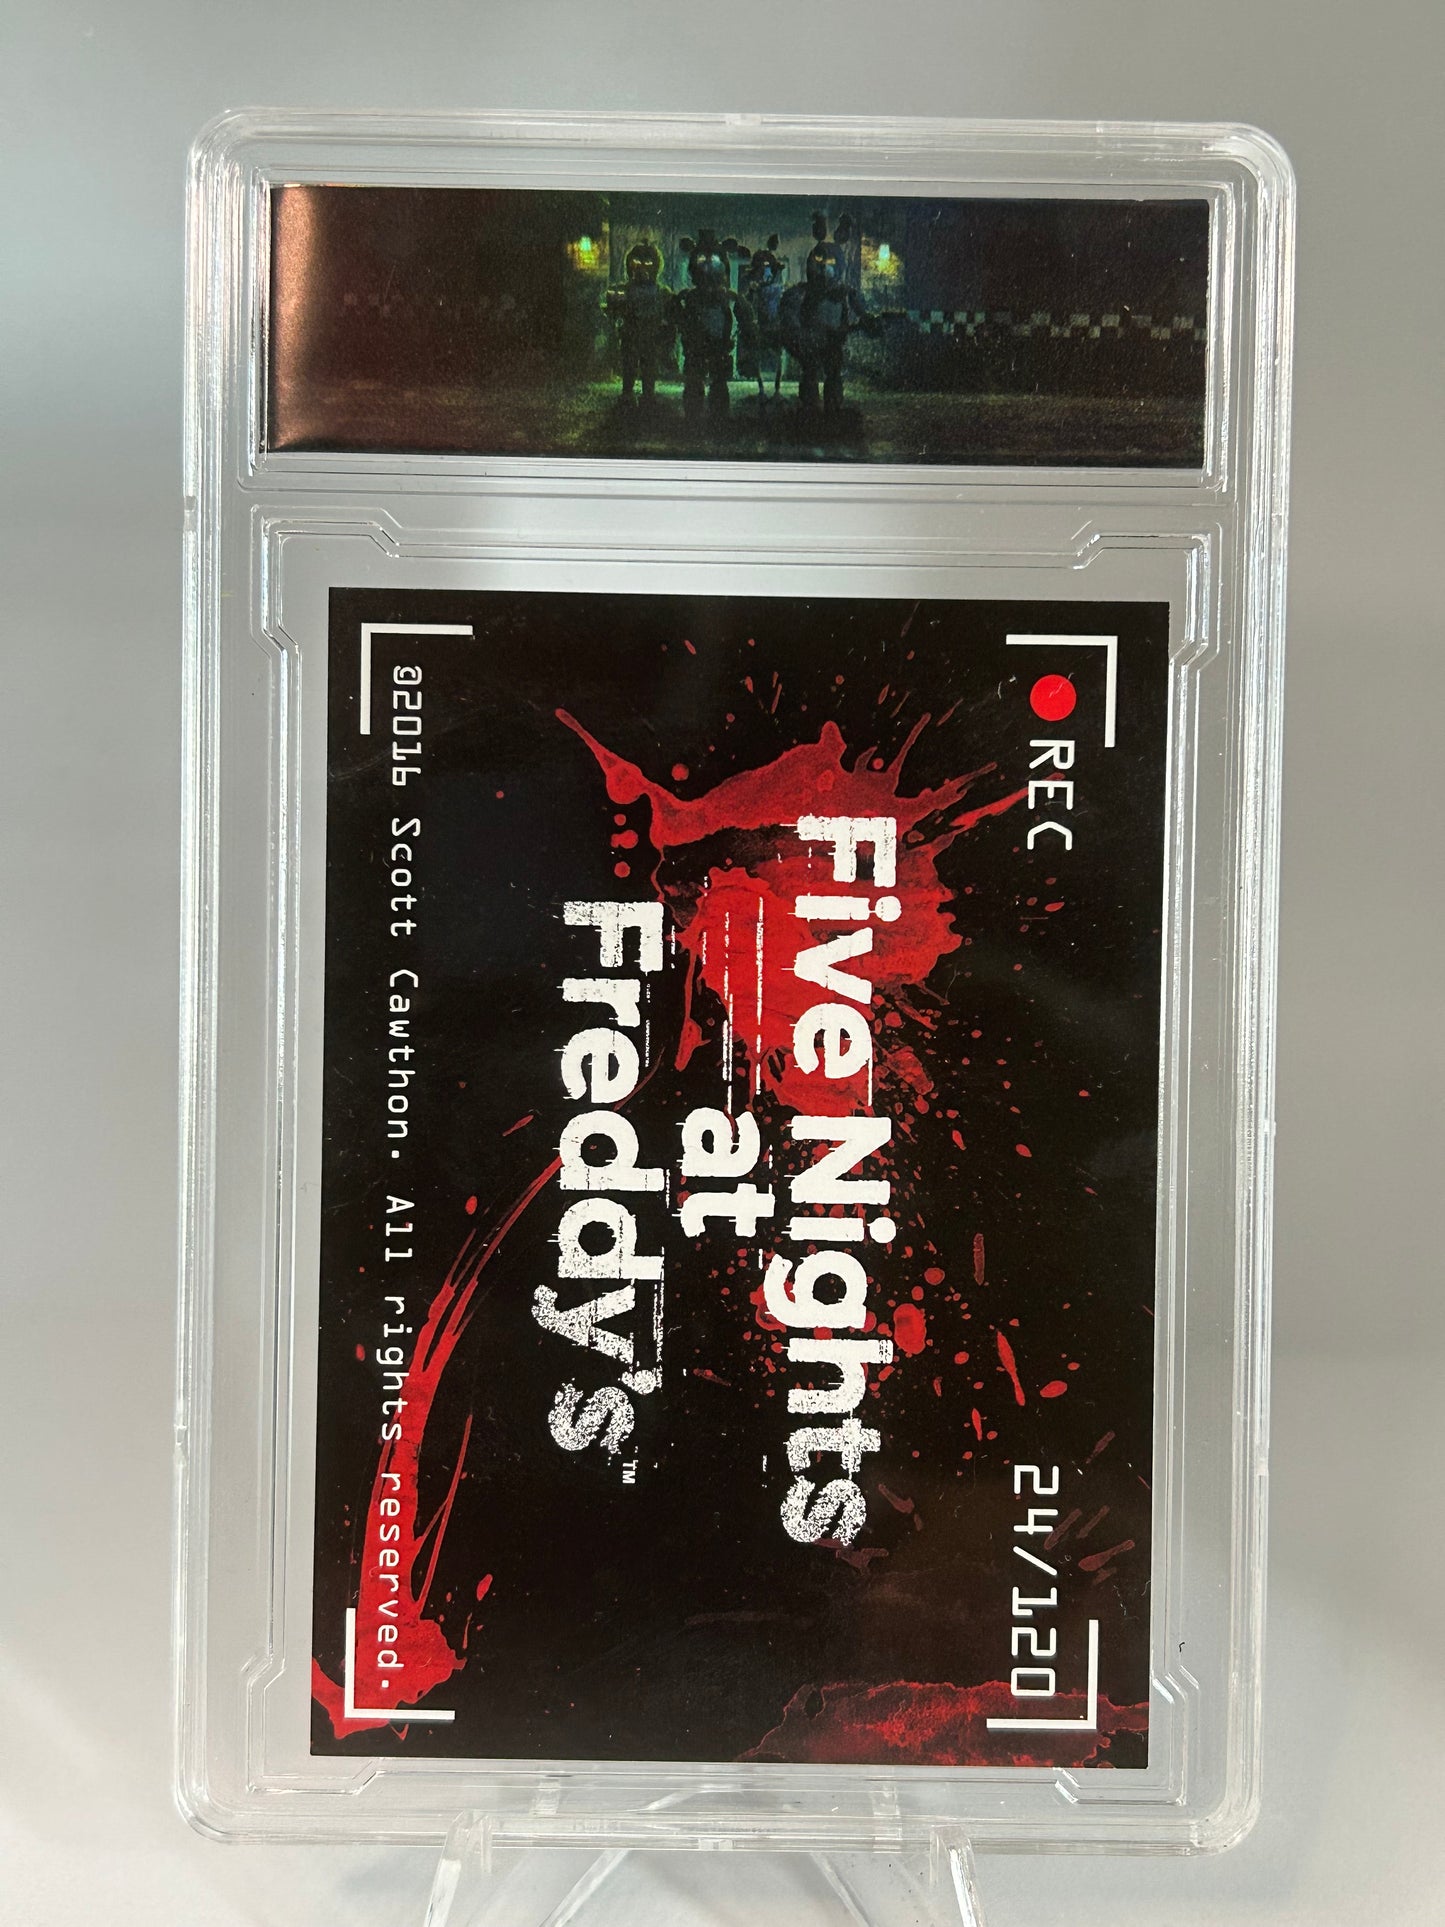 REC
24/120
Five Nights
at
Freddy's™
©2016 Scott Cawthon. All rights reserved.